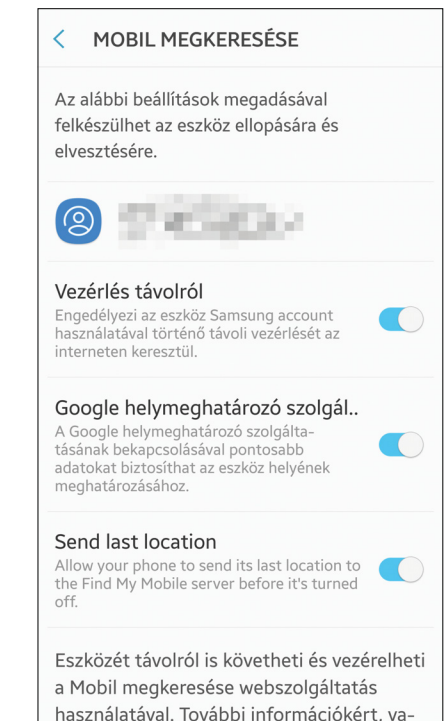 MOBIL MEGKERESÉSE
Az alábbi beállítások megadásával
felkészülhet az eszköz ellopására és
elvesztésére.
Vezérlés távolról
Engedélyezi az eszköz Samsung account
használatával történő távoli vezérlését az
interneten keresztül.
Google helymeghatározó szolgál..
A Google helymeghatározó szolgálta-
tásának bekapcsolásával pontosabb
adatokat biztosíthat az eszköz helyének
meghatározásához.
Send last location
Allow your phone to send its last location to
the Find My Mobile server before it's turned
off.
Eszközét távolról is követheti és vezérelheti
a Mobil megkeresése webszolgáltatás
használatával. További információkért, va-